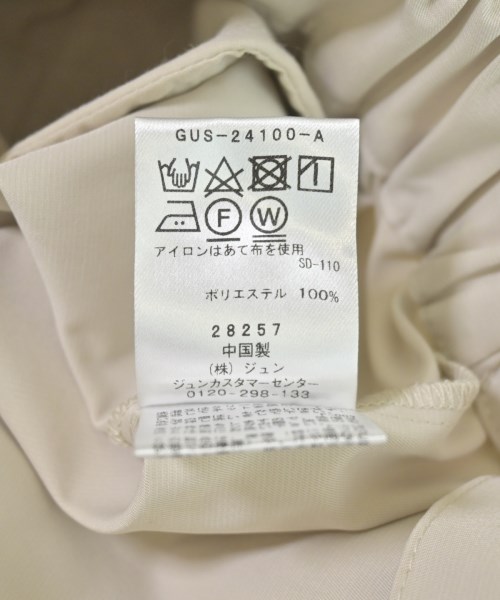 GUS-24100-A
F W
アイロンはあて布を使用
SD-110
ポリエステル 100%
28257
中国製
(株) ジュン
ジュンカスタマーセンター
0120-298-133